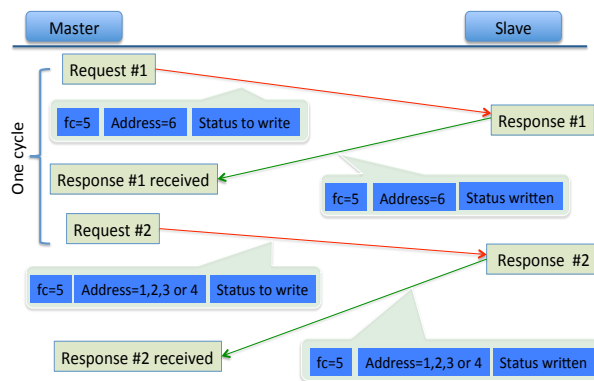 Master
Slave
Request #1
fc=5 Address=6 Status to write
Response #1
One cycle
Response #1 received
fc=5 Address=6 Status written
Request #2
Response #2
fc=5 Address=1,2,3 or 4 Status to write
Response #2 received
fc=5 Address=1,2,3 or 4 Status written